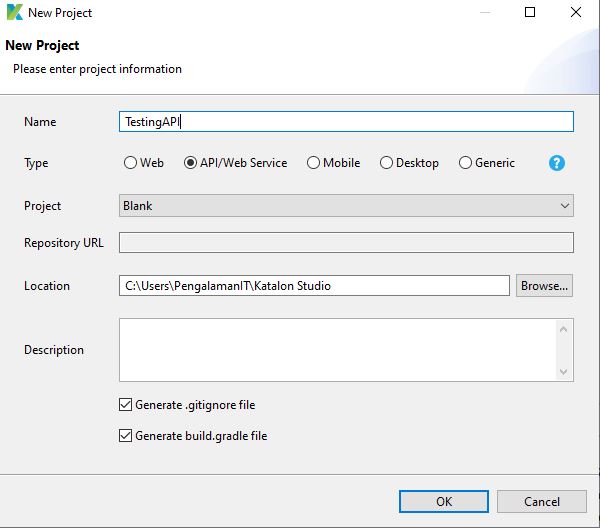 New Project
New Project
Please enter project information
Name TestingAPI
Type Web API/Web Service Mobile Desktop Generic ?
Project Blank
Repository URL
Location C:\Users\PengalamanIT\Katalon Studio Browse...
Description
Generate .gitignore file
Generate build.gradle file
OK Cancel